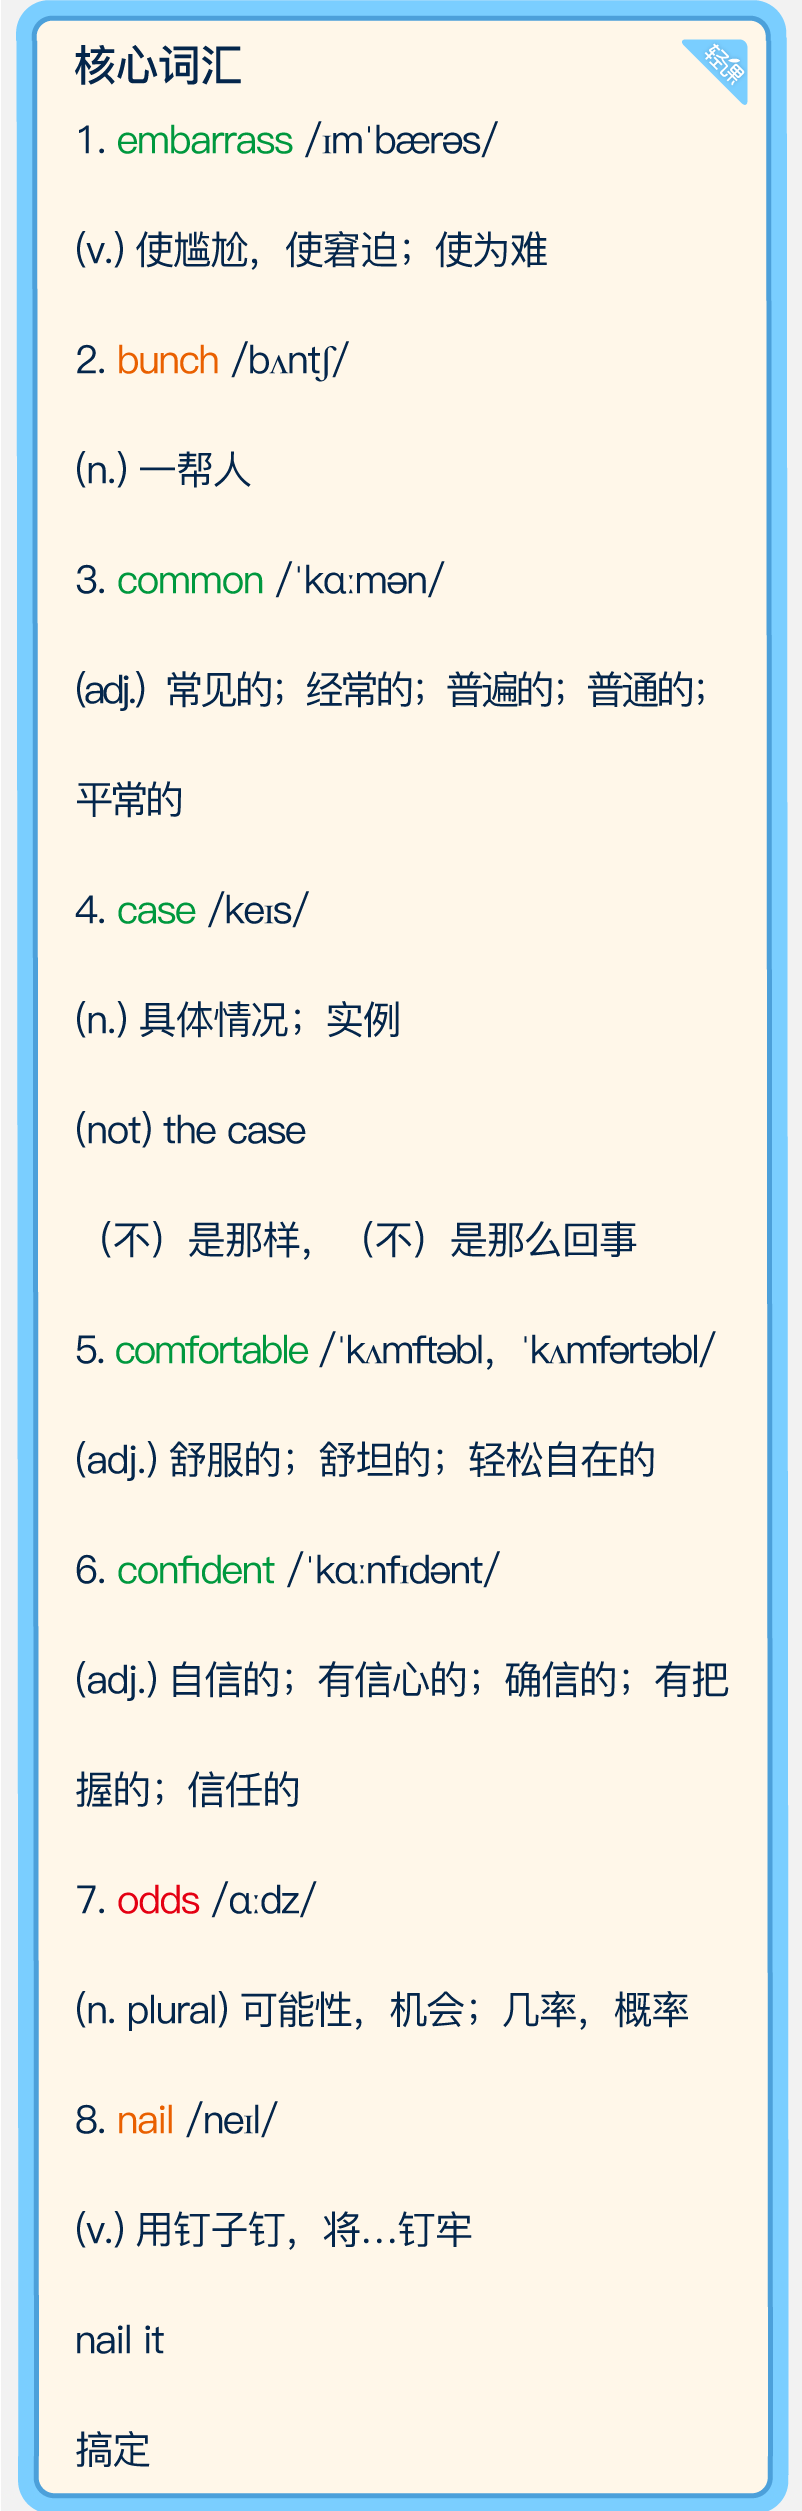 核心词汇
轻课
1. embarrass /ɪmˈbærəs/
(v.) 使尴尬，使窘迫；使为难
2. bunch /bʌntʃ/
(n.) 一帮人
3. common /ˈkɑːmən/
(adj.) 常见的；经常的；普遍的；普通的；
平常的
4. case /keɪs/
(n.) 具体情况；实例
(not) the case
（不）是那样，（不）是那么回事
5. comfortable /ˈkʌmftəbl，ˈkʌmfərtəbl/
(adj.) 舒服的；舒坦的；轻松自在的
6. confident /ˈkɑːnfɪdənt/
(adj.) 自信的；有信心的；确信的；有把
握的；信任的
7. odds /ɑːdz/
(n. plural) 可能性，机会；几率，概率
8. nail /neɪl/
(v.) 用钉子钉，将…钉牢
nail it
搞定